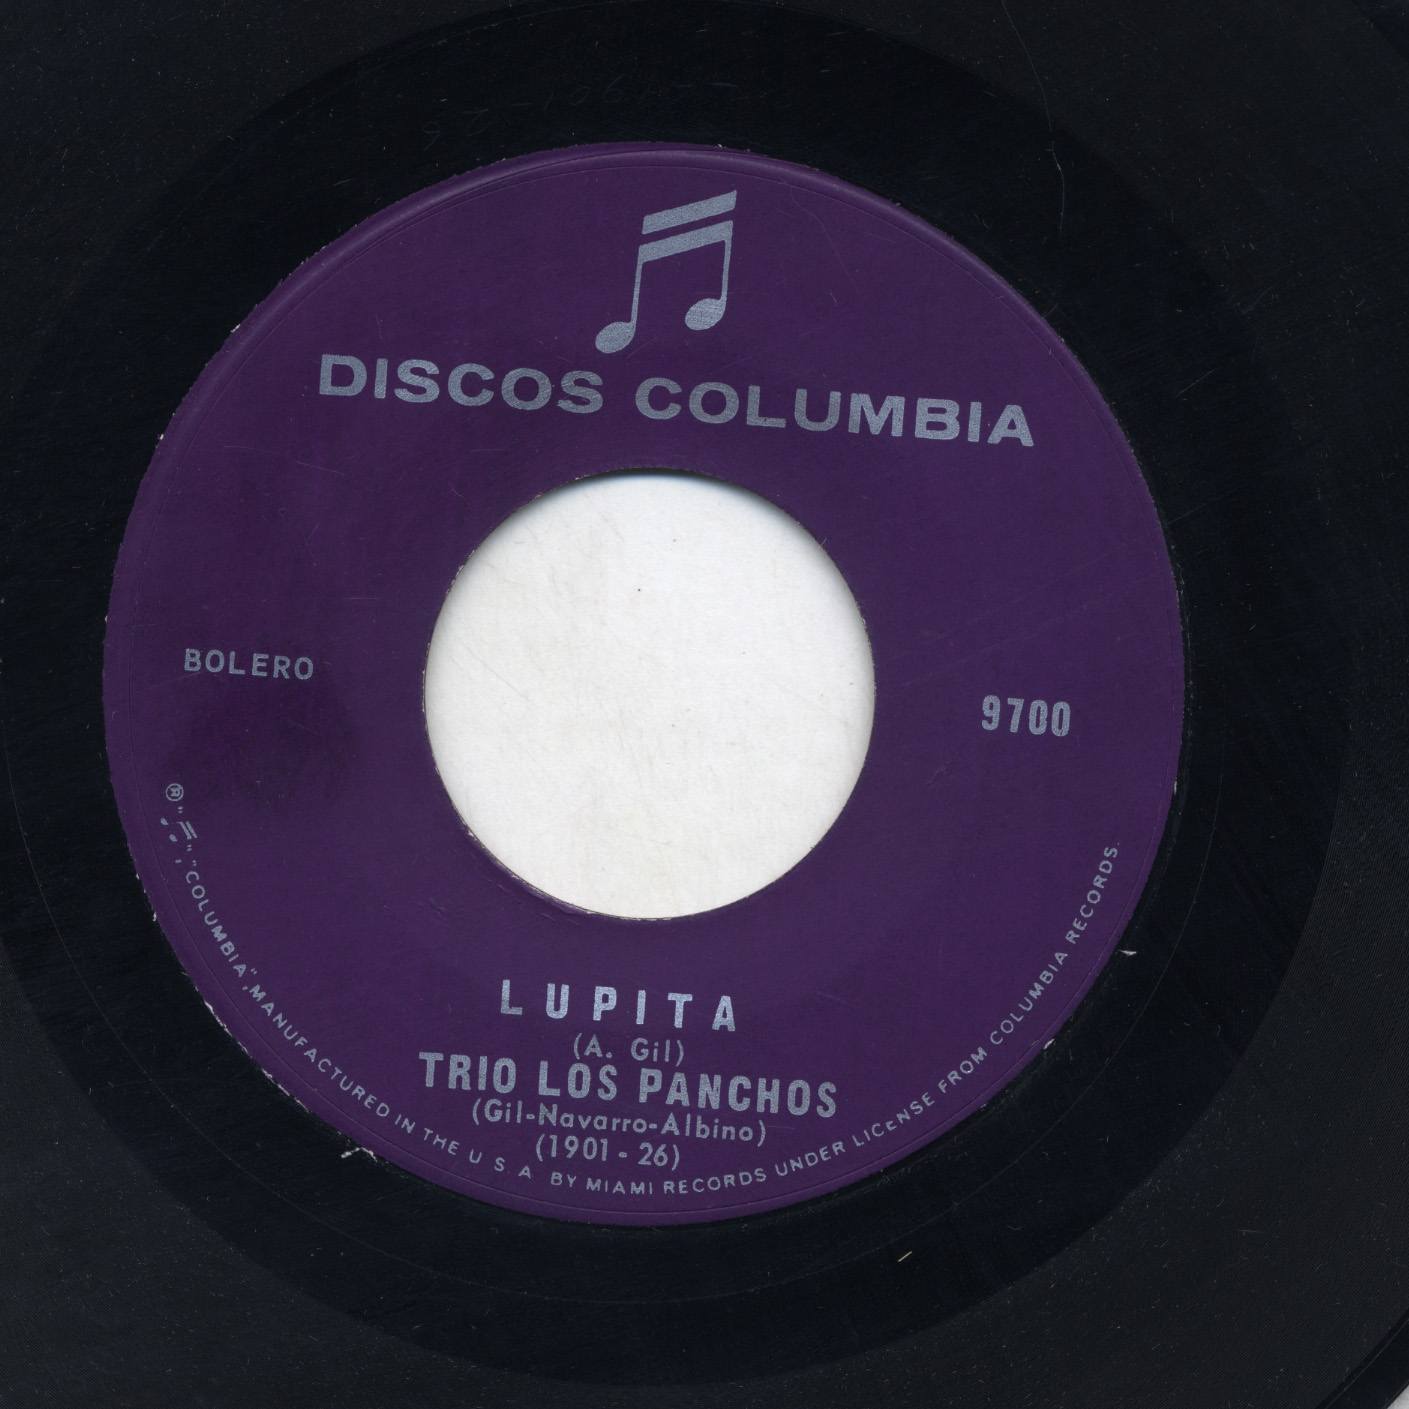 DISCOS COLUMBIA
BOLERO
9700
LUPITA
(A. Gil)
TRIO LOS PANCHOS
(Gil-Navarro-Albino)
(1901 - 26)
® "♫", "COLUMBIA", MANUFACTURED IN THE U S. A BY MIAMI RECORDS UNDER LICENSE FROM COLUMBIA RECORDS.